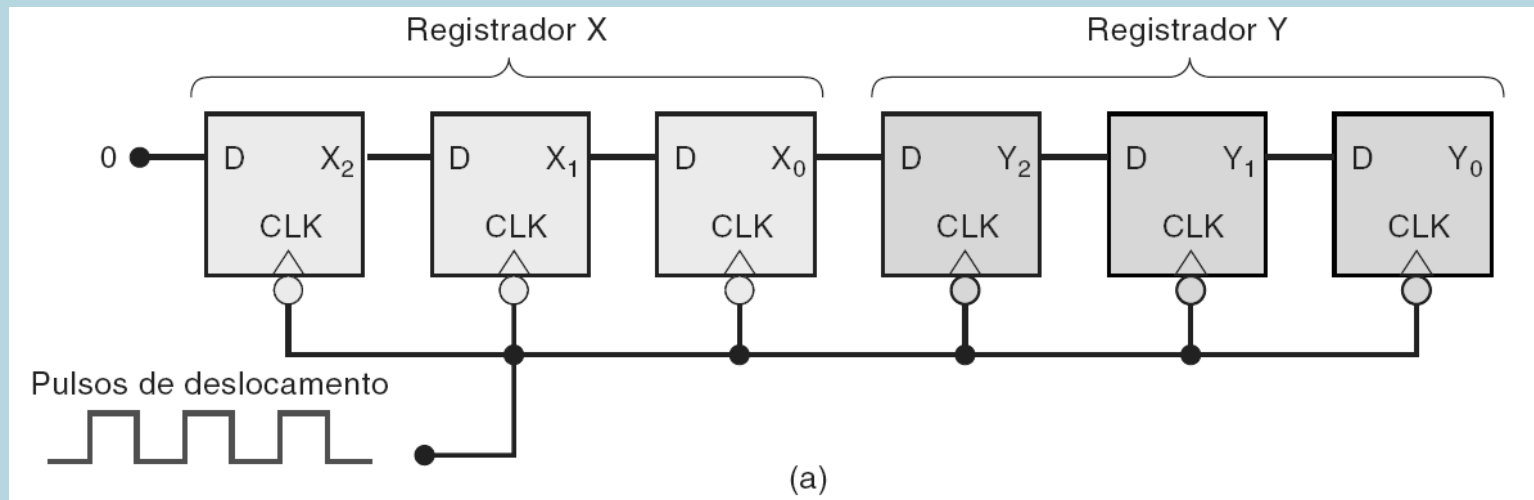 Registrador X Registrador Y
0 D X₂ D X₁ D X₀ D Y₂ D Y₁ D Y₀
CLK CLK CLK CLK CLK CLK
Pulsos de deslocamento
(a)